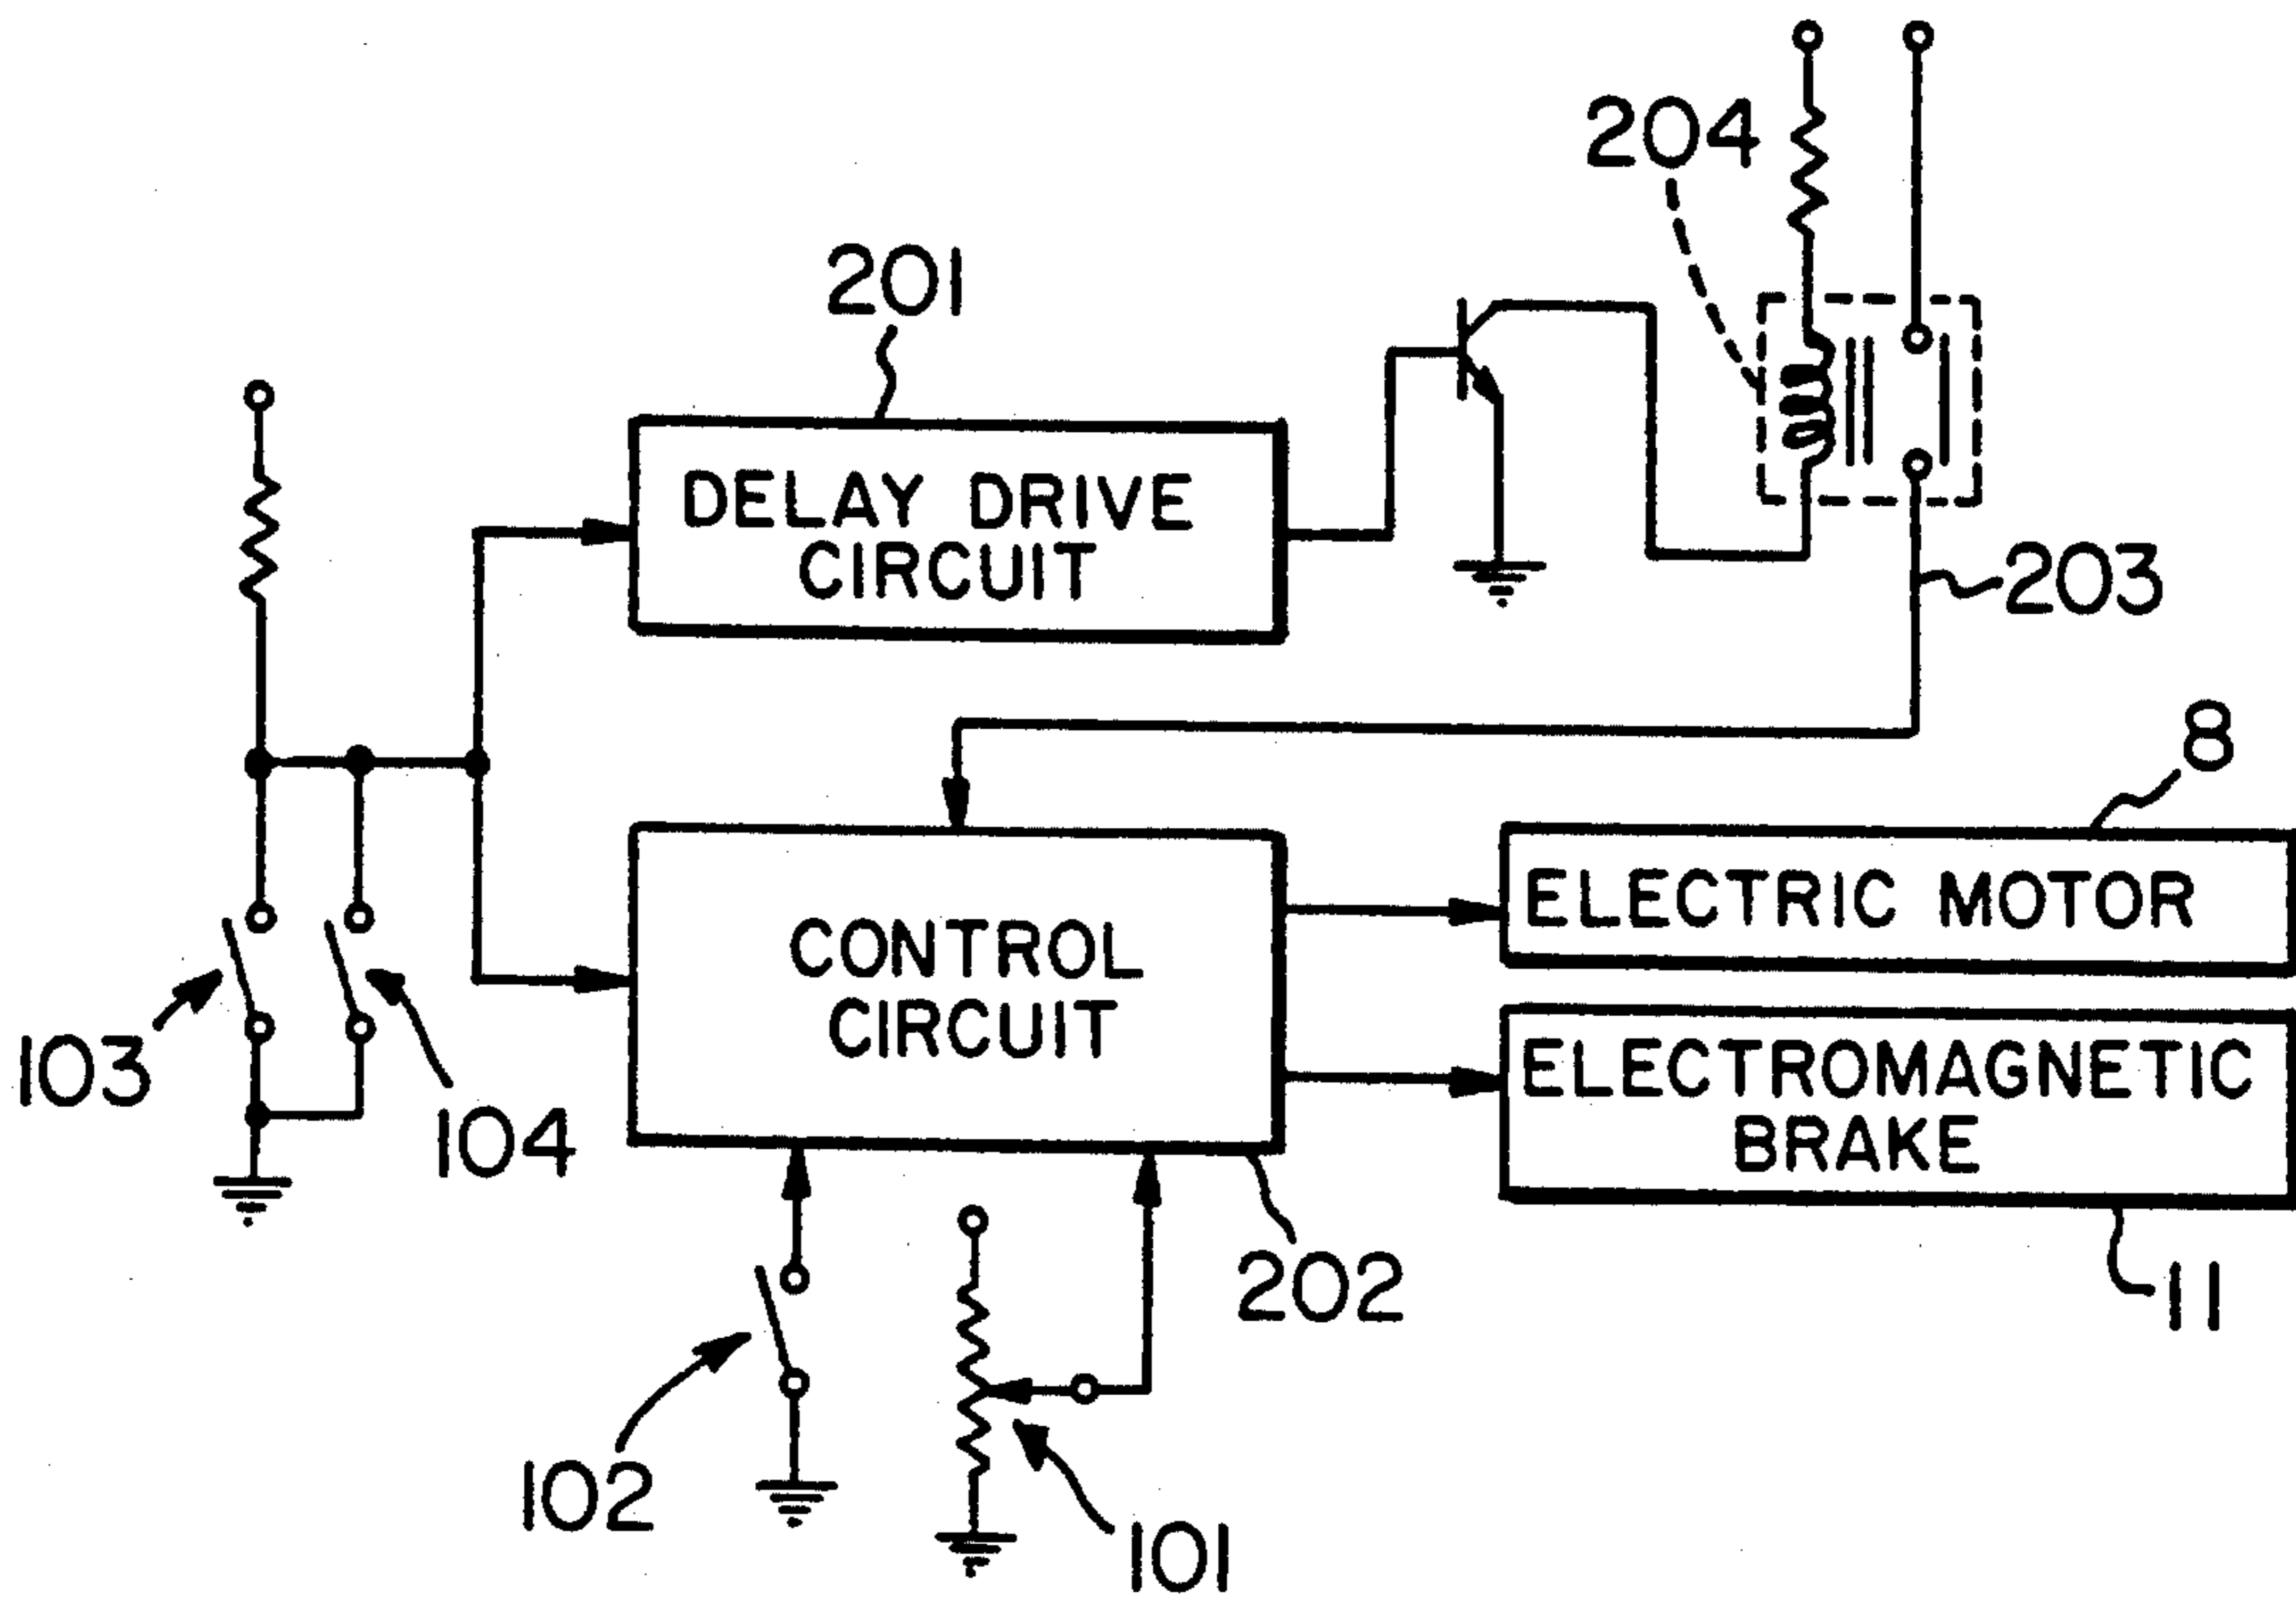 204
201
DELAY DRIVE
CIRCUIT
203
8
ELECTRIC MOTOR
CONTROL
CIRCUIT
103
104
ELECTROMAGNETIC
BRAKE
202
11
102
101